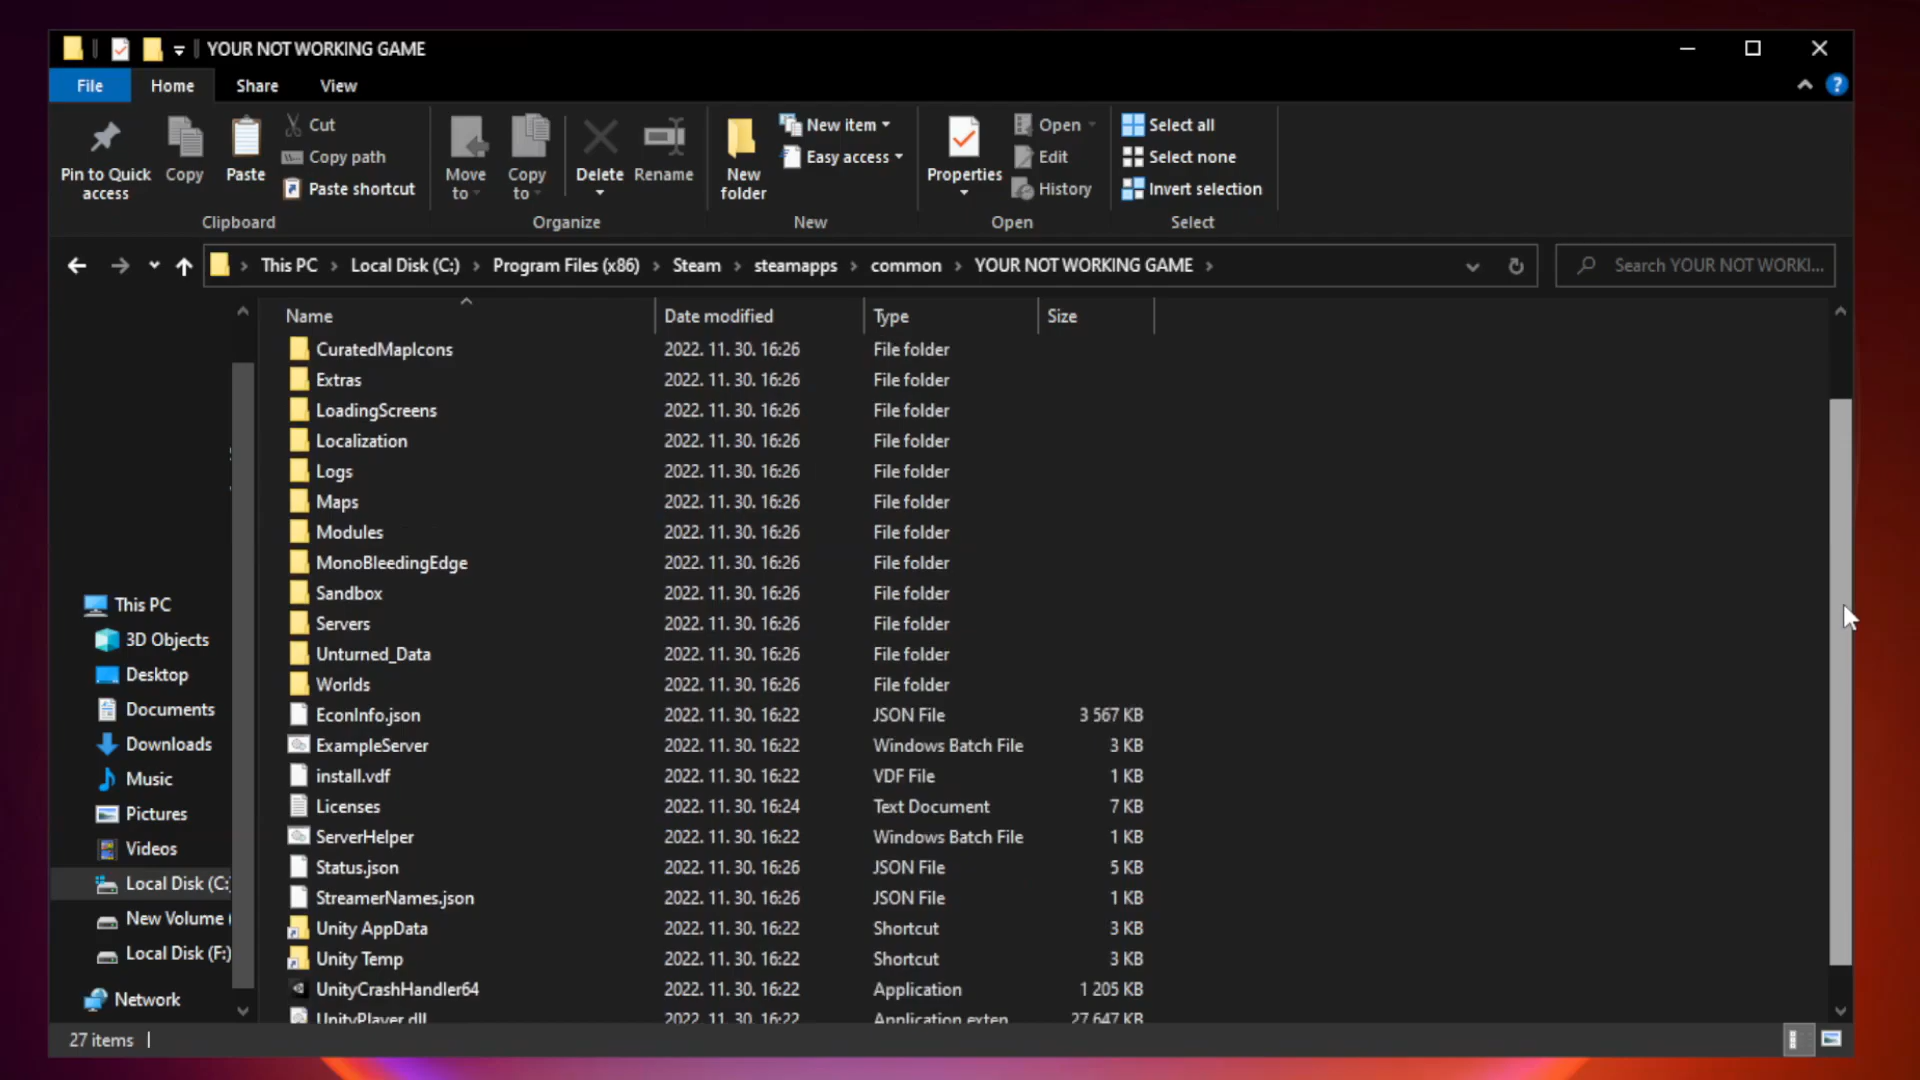 YOUR NOT WORKING GAME
File Home Share View
Pin to Quick access
Copy
Paste
Cut
Copy path
Paste shortcut
Clipboard
Move to
Copy to
Delete
Rename
Organize
New folder
New item
Easy access
New
Properties
Open
Edit
History
Open
Select all
Select none
Invert selection
Select
This PC Local Disk (C:) Program Files (x86) Steam steamapps common YOUR NOT WORKING GAME
Search YOUR NOT WORKI...
This PC
3D Objects
Desktop
Documents
Downloads
Music
Pictures
Videos
Local Disk (C:
New Volume (
Local Disk (F:)
Network
Name Date modified Type Size
CuratedMapIcons 2022. 11. 30. 16:26 File folder
Extras 2022. 11. 30. 16:26 File folder
LoadingScreens 2022. 11. 30. 16:26 File folder
Localization 2022. 11. 30. 16:26 File folder
Logs 2022. 11. 30. 16:26 File folder
Maps 2022. 11. 30. 16:26 File folder
Modules 2022. 11. 30. 16:26 File folder
MonoBleedingEdge 2022. 11. 30. 16:26 File folder
Sandbox 2022. 11. 30. 16:26 File folder
Servers 2022. 11. 30. 16:26 File folder
Unturned_Data 2022. 11. 30. 16:26 File folder
Worlds 2022. 11. 30. 16:26 File folder
EconInfo.json 2022. 11. 30. 16:22 JSON File 3 567 KB
ExampleServer 2022. 11. 30. 16:22 Windows Batch File 3 KB
install.vdf 2022. 11. 30. 16:22 VDF File 1 KB
Licenses 2022. 11. 30. 16:24 Text Document 7 KB
ServerHelper 2022. 11. 30. 16:22 Windows Batch File 1 KB
Status.json 2022. 11. 30. 16:26 JSON File 5 KB
StreamerNames.json 2022. 11. 30. 16:22 JSON File 1 KB
Unity AppData 2022. 11. 30. 16:22 Shortcut 3 KB
Unity Temp 2022. 11. 30. 16:22 Shortcut 3 KB
UnityCrashHandler64 2022. 11. 30. 16:22 Application 1 205 KB
UnityPlayer.dll 2022. 11. 30. 16:22 Application exten 27 647 KB
27 items